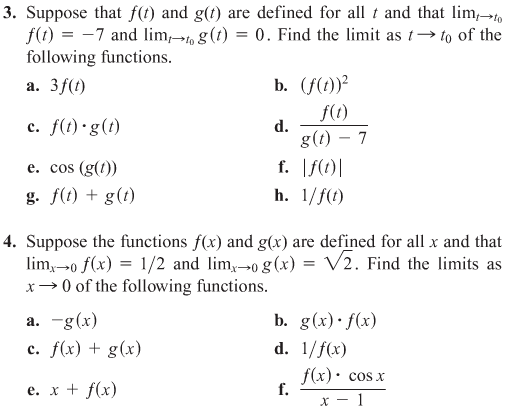 3. Suppose that f(t) and g(t) are defined for all t and that lim_{t→t₀}
f(t) = −7 and lim_{t→t₀} g(t) = 0. Find the limit as t → t₀ of the
following functions.
a. 3f(t)
b. (f(t))²
c. f(t) · g(t)
d. f(t) / (g(t) − 7)
e. cos (g(t))
f. |f(t)|
g. f(t) + g(t)
h. 1/f(t)
4. Suppose the functions f(x) and g(x) are defined for all x and that
lim_{x→0} f(x) = 1/2 and lim_{x→0} g(x) = √2. Find the limits as
x → 0 of the following functions.
a. −g(x)
b. g(x) · f(x)
c. f(x) + g(x)
d. 1/f(x)
e. x + f(x)
f. f(x) · cos x / (x − 1)